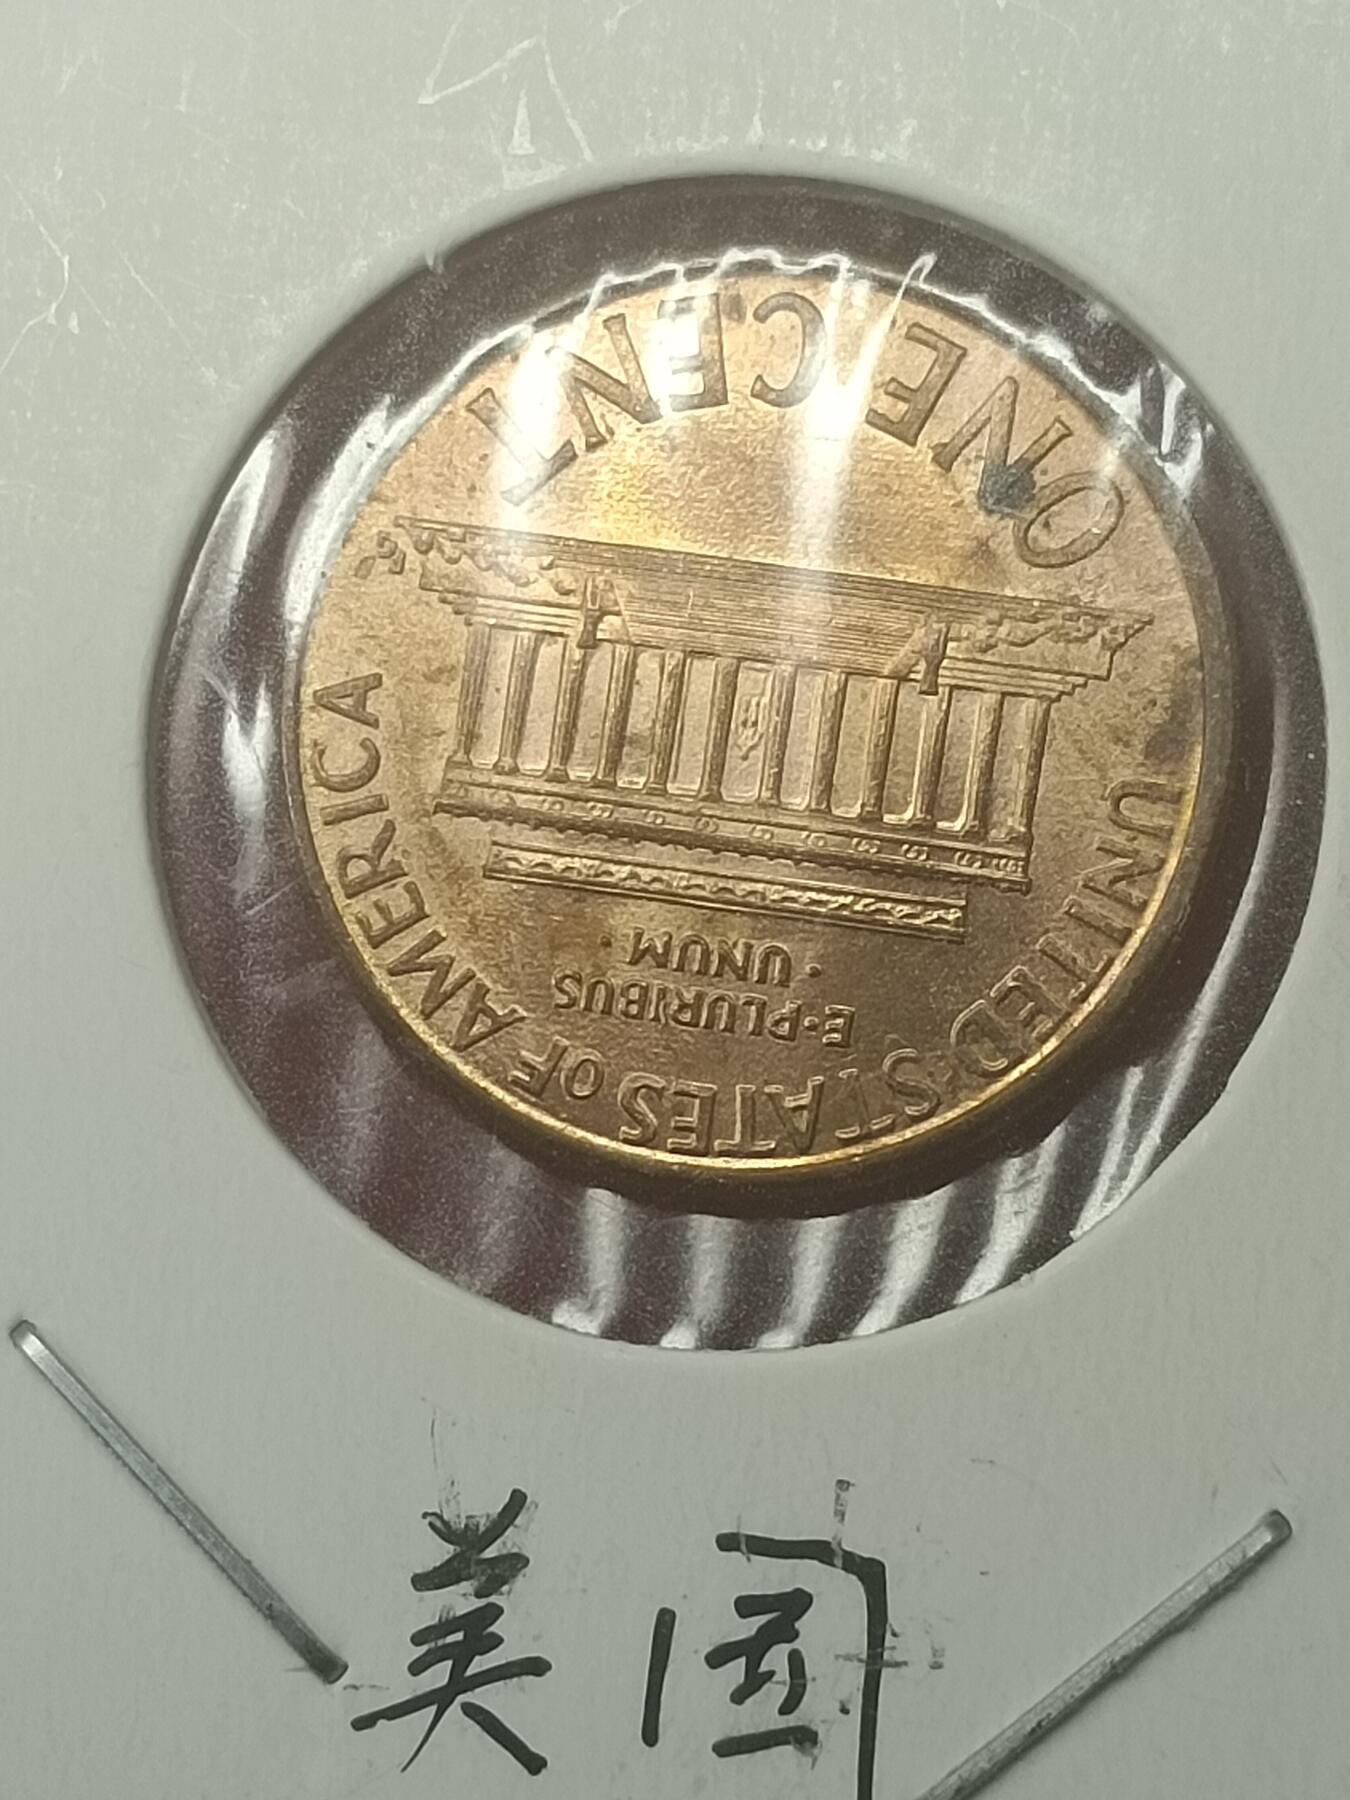 UNITED STATES OF AMERICA
E·PLURIBUS
·UNUM·
ONE CENT
美国